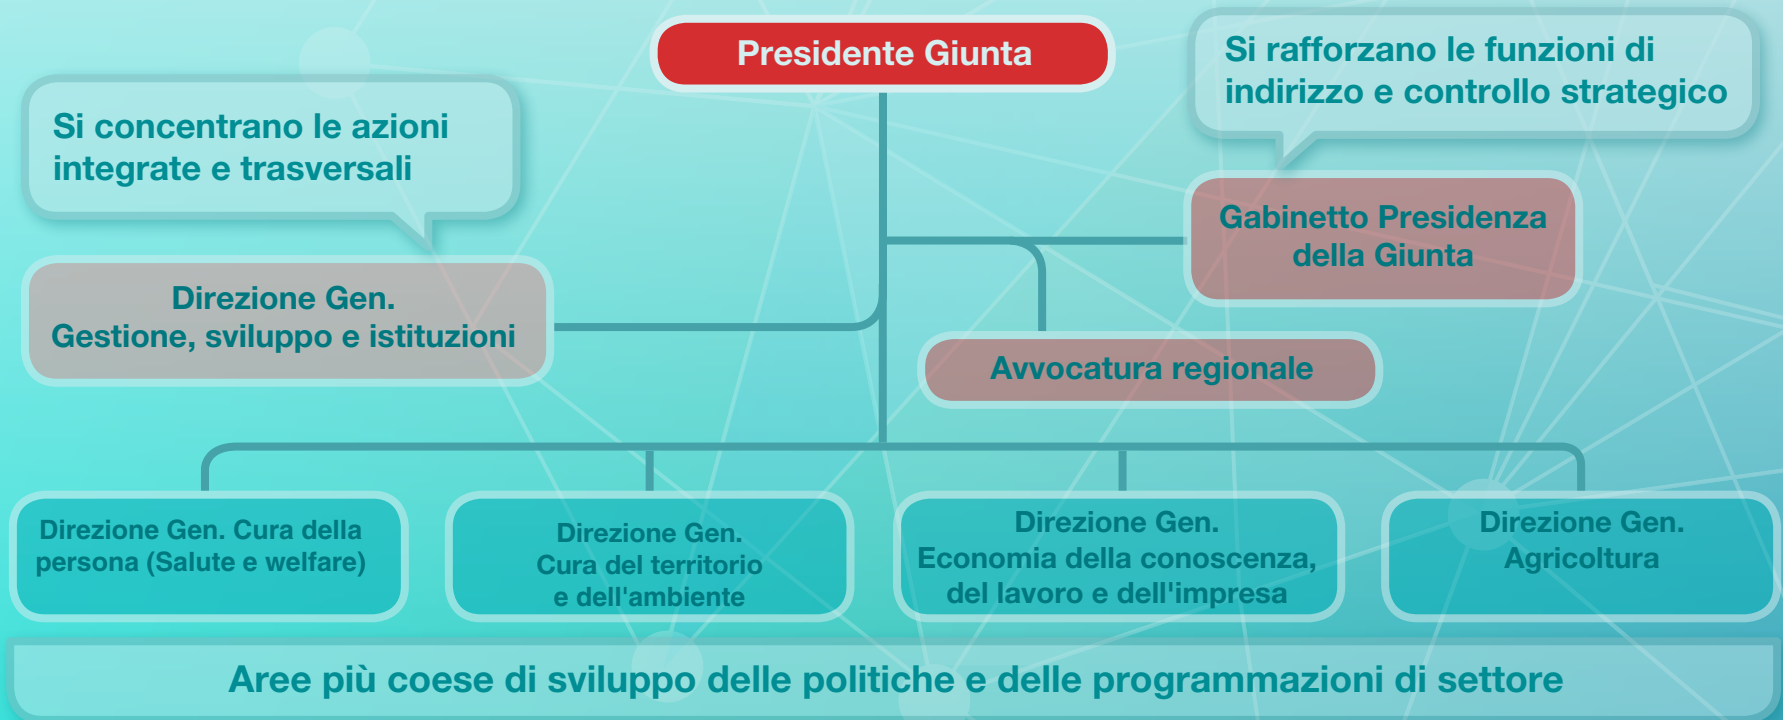 Presidente Giunta
Si rafforzano le funzioni di
indirizzo e controllo strategico
Si concentrano le azioni
integrate e trasversali
Gabinetto Presidenza
della Giunta
Direzione Gen.
Gestione, sviluppo e istituzioni
Avvocatura regionale
Direzione Gen. Cura della
persona (Salute e welfare)
Direzione Gen.
Cura del territorio
e dell'ambiente
Direzione Gen.
Economia della conoscenza,
del lavoro e dell'impresa
Direzione Gen.
Agricoltura
Aree più coese di sviluppo delle politiche e delle programmazioni di settore